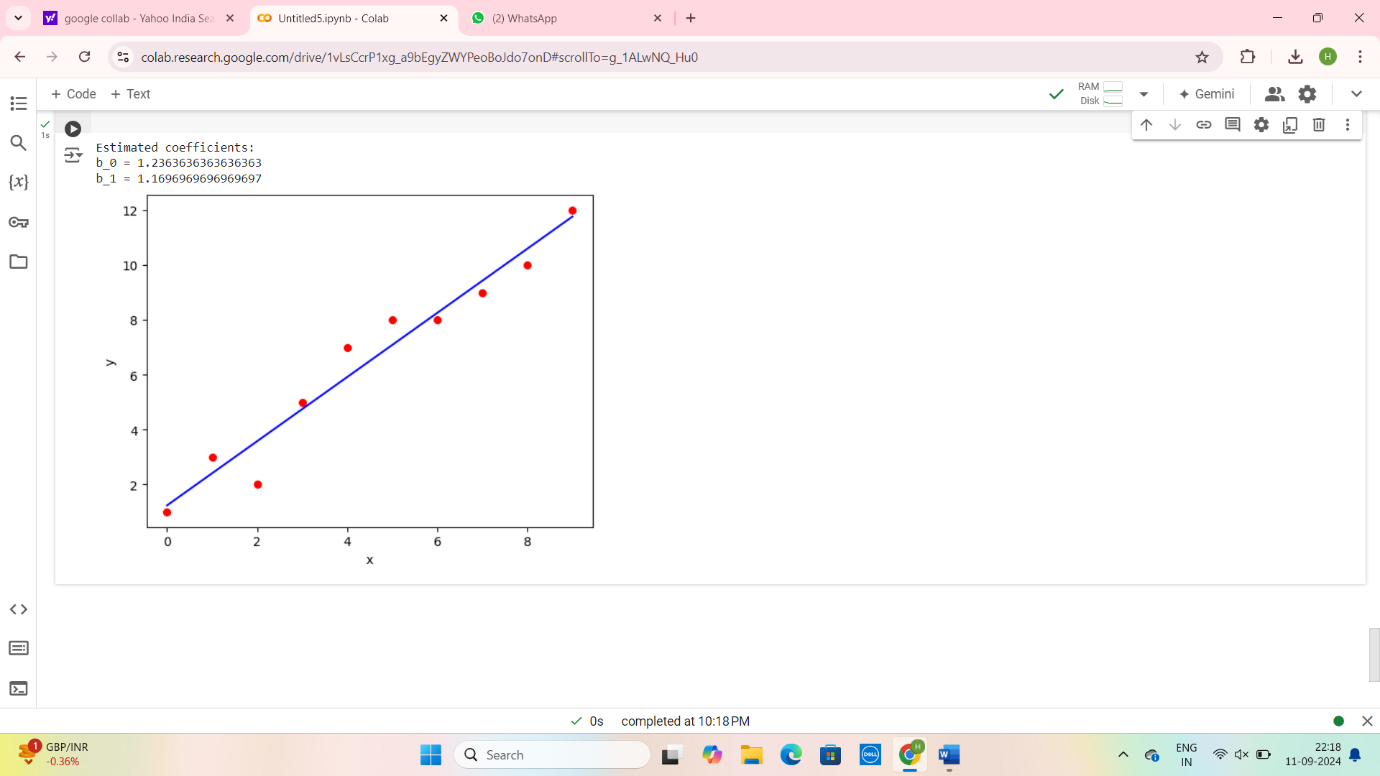 google collab - Yahoo India Sea
Untitled5.ipynb - Colab
(2) WhatsApp
colab.research.google.com/drive/1vLsCcrP1xg_a9bEgyZWYPeoBoJdo7onD#scrollTo=g_1ALwNQ_Hu0
H
+ Code + Text
RAM
Disk
Gemini
1s
Estimated coefficients:
b_0 = 1.2363636363636363
b_1 = 1.1696969696969697
{x}
12
10
8
6
4
2
y
0 2 4 6 8
x
0s completed at 10:18 PM
1
GBP/INR
-0.36%
Search
DELL
H
W
ENG
IN
22:18
11-09-2024